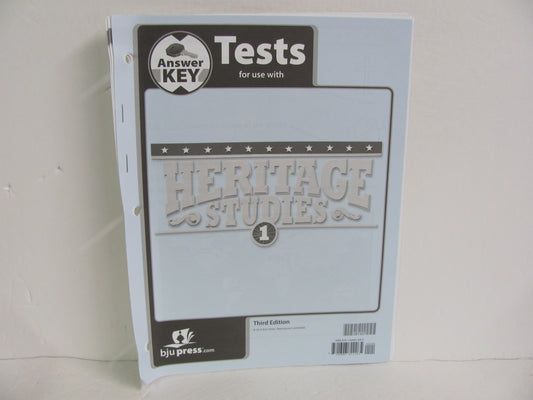 Answer
KEY
Tests
for use with
HERITAGE
STUDIES
1
Third Edition
bju press.com